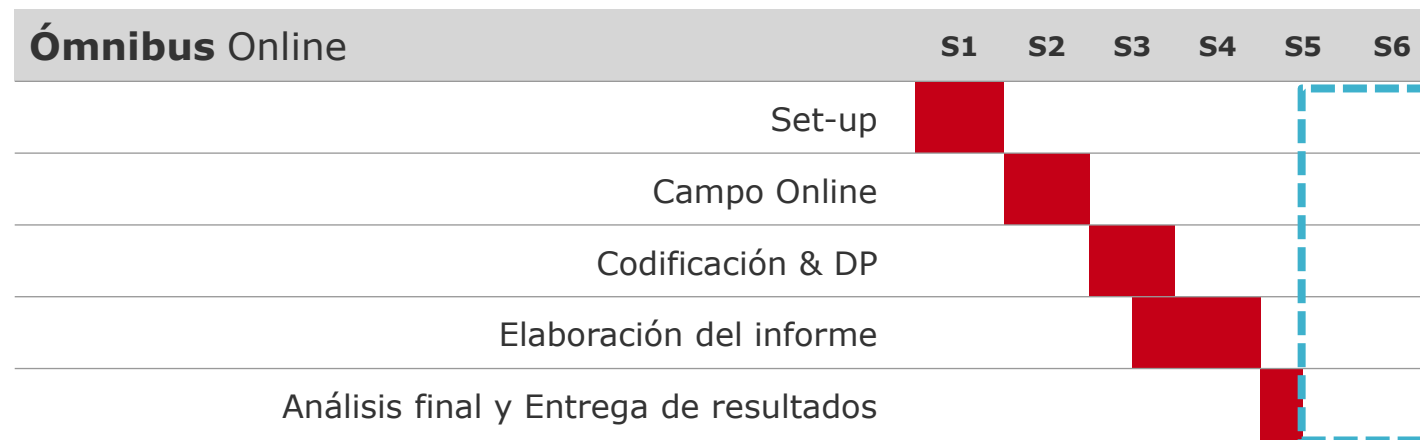 Ómnibus Online S1 S2 S3 S4 S5 S6
Set-up
Campo Online
Codificación & DP
Elaboración del informe
Análisis final y Entrega de resultados